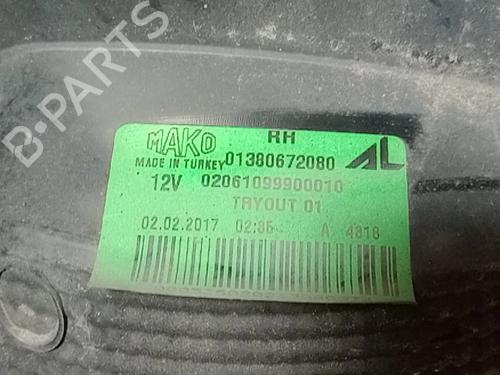 B-PARTS
MAKO RH
MADE IN TURKEY 01380672080 AL
12V 02061099900010
TRYOUT 01
02.02.2017 02:35 A 4318